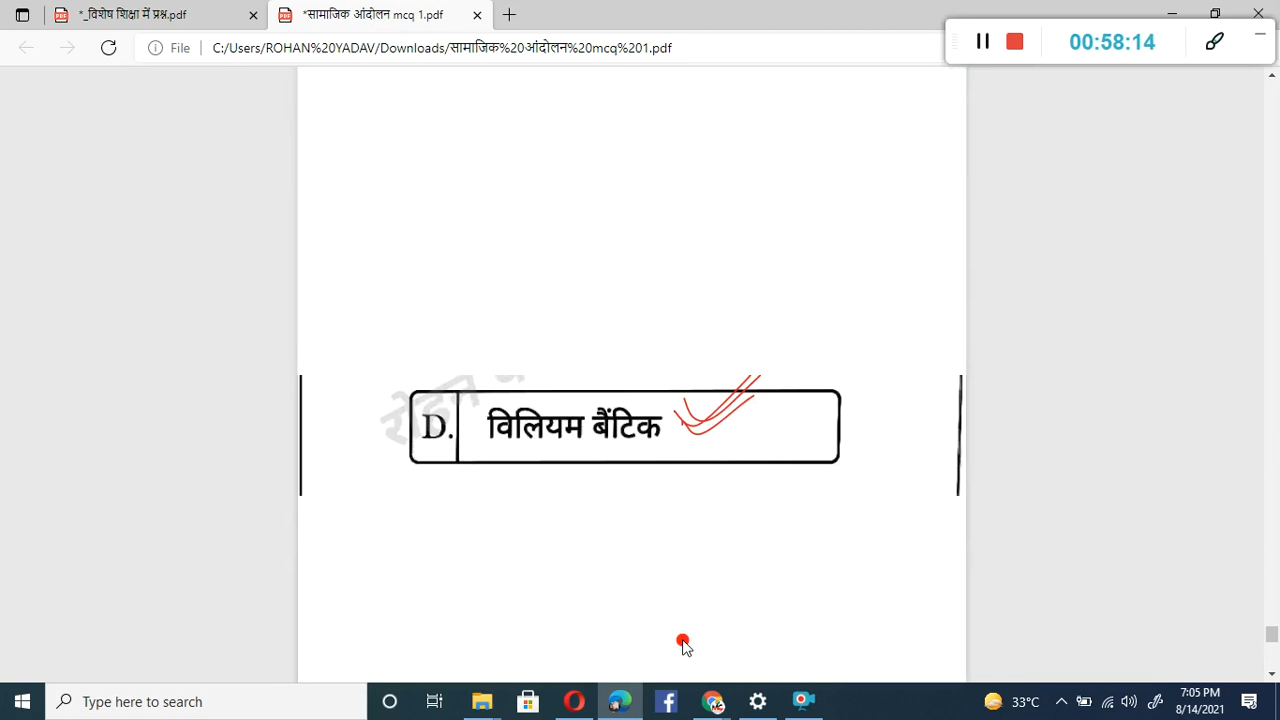 * विशेष शिक्षा में प्रश्न.pdf
*सामाजिक आंदोलन mcq 1.pdf
File
C:/Users/ROHAN%20YADAV/Downloads/सामाजिक%20आंदोलन%20mcq%201.pdf
00:58:14
रोहन
D. विलियम बैंटिक
Type here to search
33°C
7:05 PM
8/14/2021